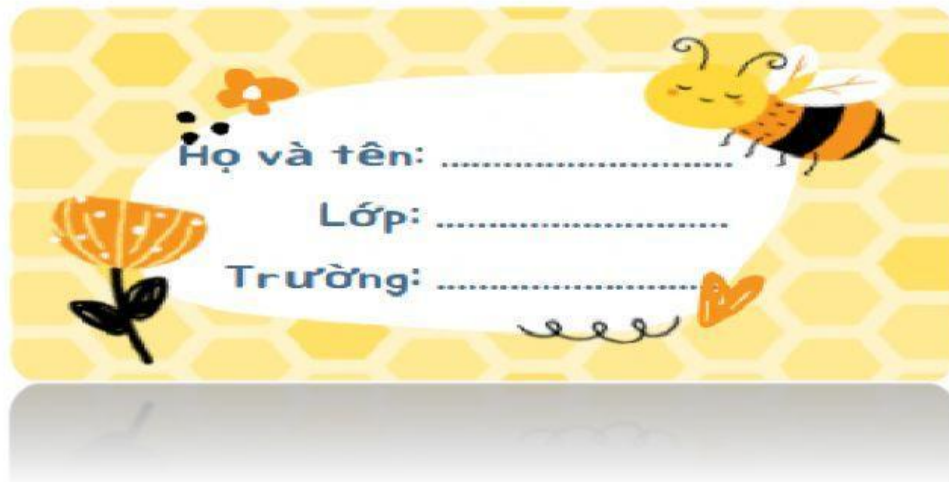 Họ và tên: ..............................
Lớp: ..............................
Trường: ..............................